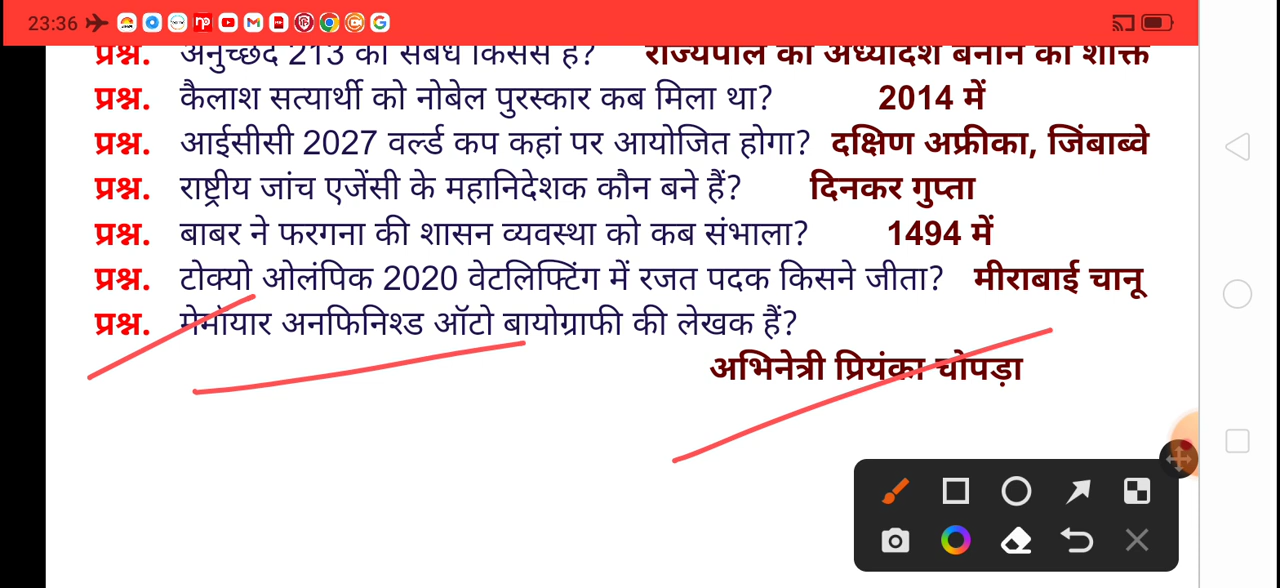 23:36
प्रश्न. अनुच्छेद 213 का संबंध किससे है? राज्यपाल की अध्यादेश बनाने की शक्ति
प्रश्न. कैलाश सत्यार्थी को नोबेल पुरस्कार कब मिला था? 2014 में
प्रश्न. आईसीसी 2027 वर्ल्ड कप कहां पर आयोजित होगा? दक्षिण अफ्रीका, जिंबाब्वे
प्रश्न. राष्ट्रीय जांच एजेंसी के महानिदेशक कौन बने हैं? दिनकर गुप्ता
प्रश्न. बाबर ने फरगना की शासन व्यवस्था को कब संभाला? 1494 में
प्रश्न. टोक्यो ओलंपिक 2020 वेटलिफ्टिंग में रजत पदक किसने जीता? मीराबाई चानू
प्रश्न. मेमोयार अनफिनिश्ड ऑटो बायोग्राफी की लेखक हैं?
अभिनेत्री प्रियंका चोपड़ा